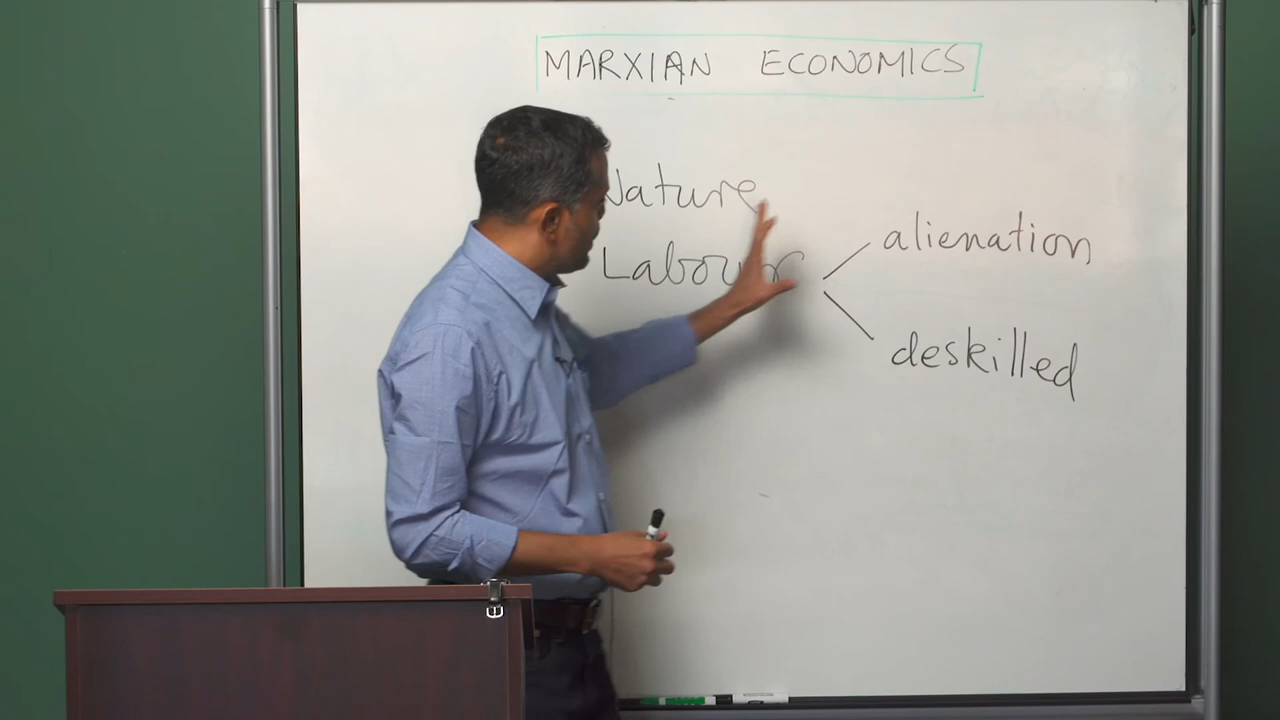 MARXIAN ECONOMICS
Nature
Labour
alienation
deskilled